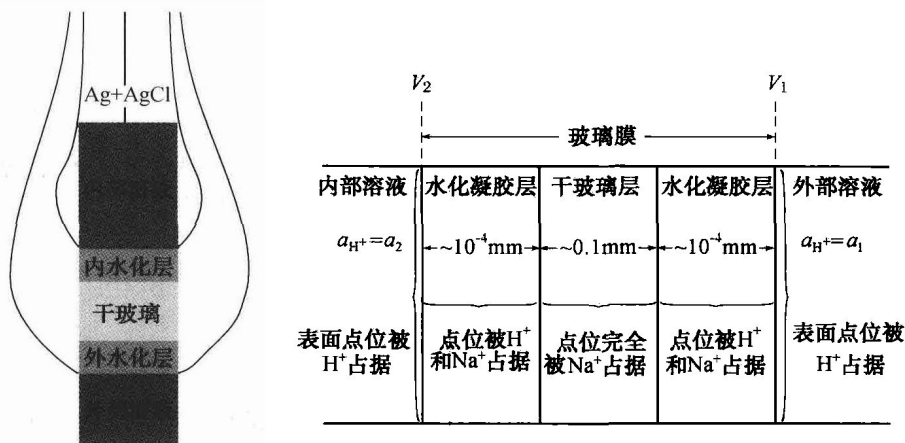 Ag+AgCl
内水化层
干玻璃
外水化层
V₂
V₁
玻璃膜
内部溶液
水化凝胶层
干玻璃层
水化凝胶层
外部溶液
a_H⁺=a₂
~10⁻⁴mm
~0.1mm
~10⁻⁴mm
a_H⁺=a₁
表面点位被
H⁺占据
点位被H⁺
和Na⁺占据
点位完全
被Na⁺占据
点位被H⁺
和Na⁺占据
表面点位被
H⁺占据